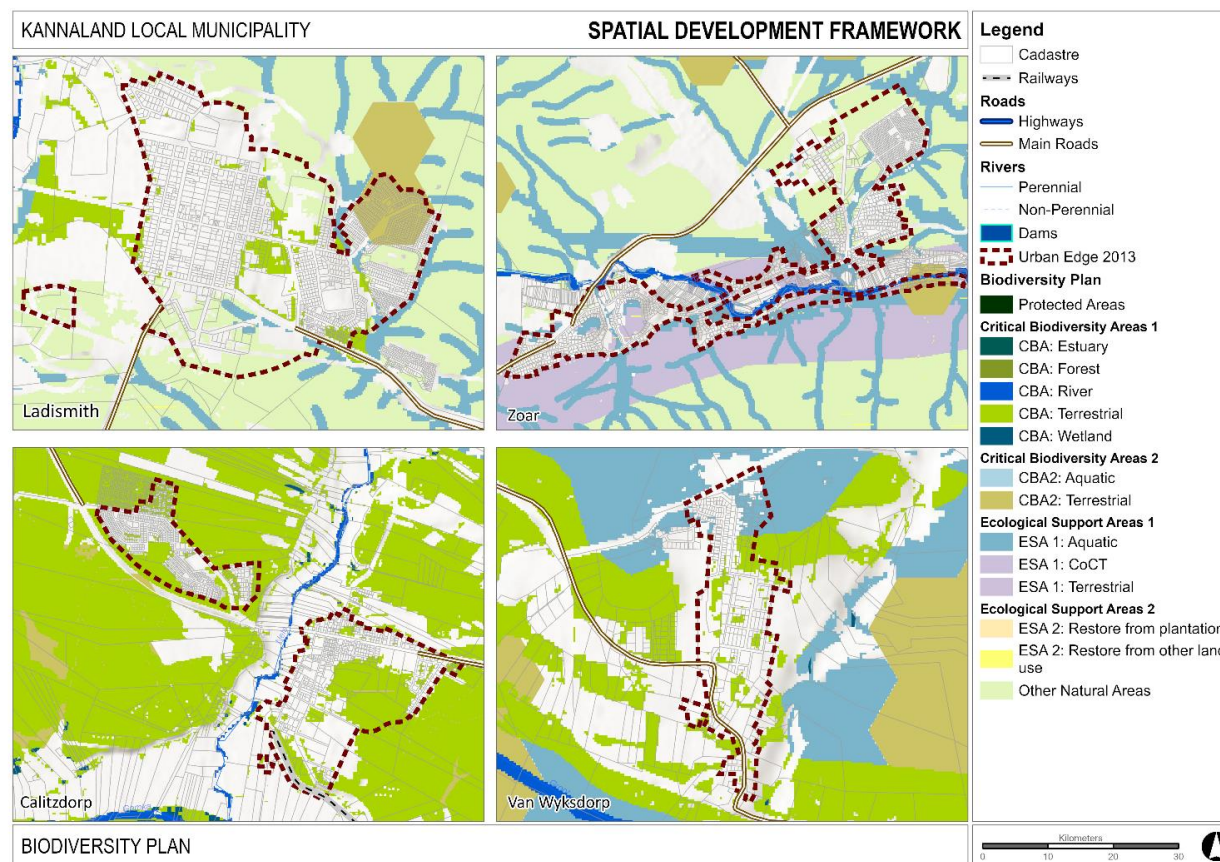 KANNALAND LOCAL MUNICIPALITY
SPATIAL DEVELOPMENT FRAMEWORK
Ladismith
Zoar
Calitzdorp
Van Wyksdorp
BIODIVERSITY PLAN
Legend
Cadastre
Railways
Roads
Highways
Main Roads
Rivers
Perennial
Non-Perennial
Dams
Urban Edge 2013
Biodiversity Plan
Protected Areas
Critical Biodiversity Areas 1
CBA: Estuary
CBA: Forest
CBA: River
CBA: Terrestrial
CBA: Wetland
Critical Biodiversity Areas 2
CBA2: Aquatic
CBA2: Terrestrial
Ecological Support Areas 1
ESA 1: Aquatic
ESA 1: CoCT
ESA 1: Terrestrial
Ecological Support Areas 2
ESA 2: Restore from plantation
ESA 2: Restore from other land
use
Other Natural Areas
Kilometers
0 10 20 30